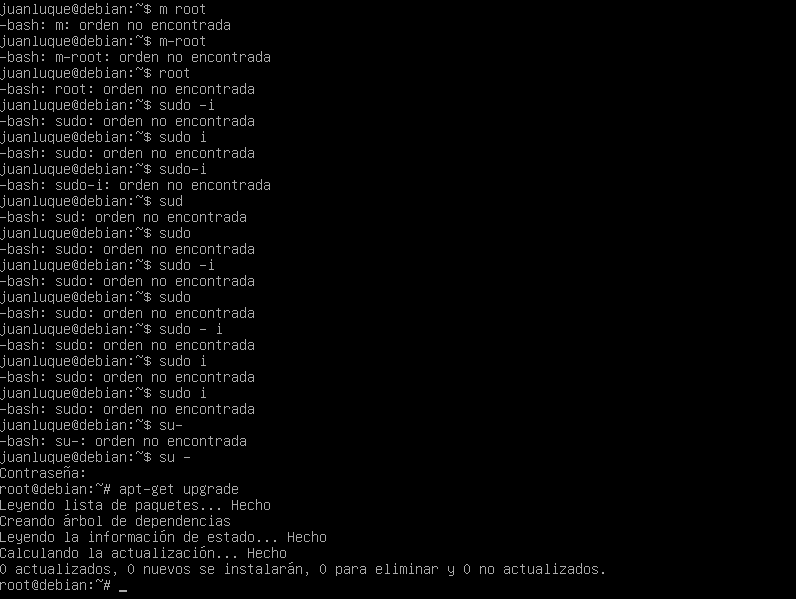 juanluque@debian:~$ m root
-bash: m: orden no encontrada
juanluque@debian:~$ m-root
-bash: m-root: orden no encontrada
juanluque@debian:~$ root
-bash: root: orden no encontrada
juanluque@debian:~$ sudo -i
-bash: sudo: orden no encontrada
juanluque@debian:~$ sudo i
-bash: sudo: orden no encontrada
juanluque@debian:~$ sudo-i
-bash: sudo-i: orden no encontrada
juanluque@debian:~$ sud
-bash: sud: orden no encontrada
juanluque@debian:~$ sudo
-bash: sudo: orden no encontrada
juanluque@debian:~$ sudo -i
-bash: sudo: orden no encontrada
juanluque@debian:~$ sudo
-bash: sudo: orden no encontrada
juanluque@debian:~$ sudo - i
-bash: sudo: orden no encontrada
juanluque@debian:~$ sudo i
-bash: sudo: orden no encontrada
juanluque@debian:~$ sudo i
-bash: sudo: orden no encontrada
juanluque@debian:~$ su-
-bash: su-: orden no encontrada
juanluque@debian:~$ su -
Contraseña:
root@debian:~# apt-get upgrade
Leyendo lista de paquetes... Hecho
Creando árbol de dependencias
Leyendo la información de estado... Hecho
Calculando la actualización... Hecho
0 actualizados, 0 nuevos se instalarán, 0 para eliminar y 0 no actualizados.
root@debian:~# _